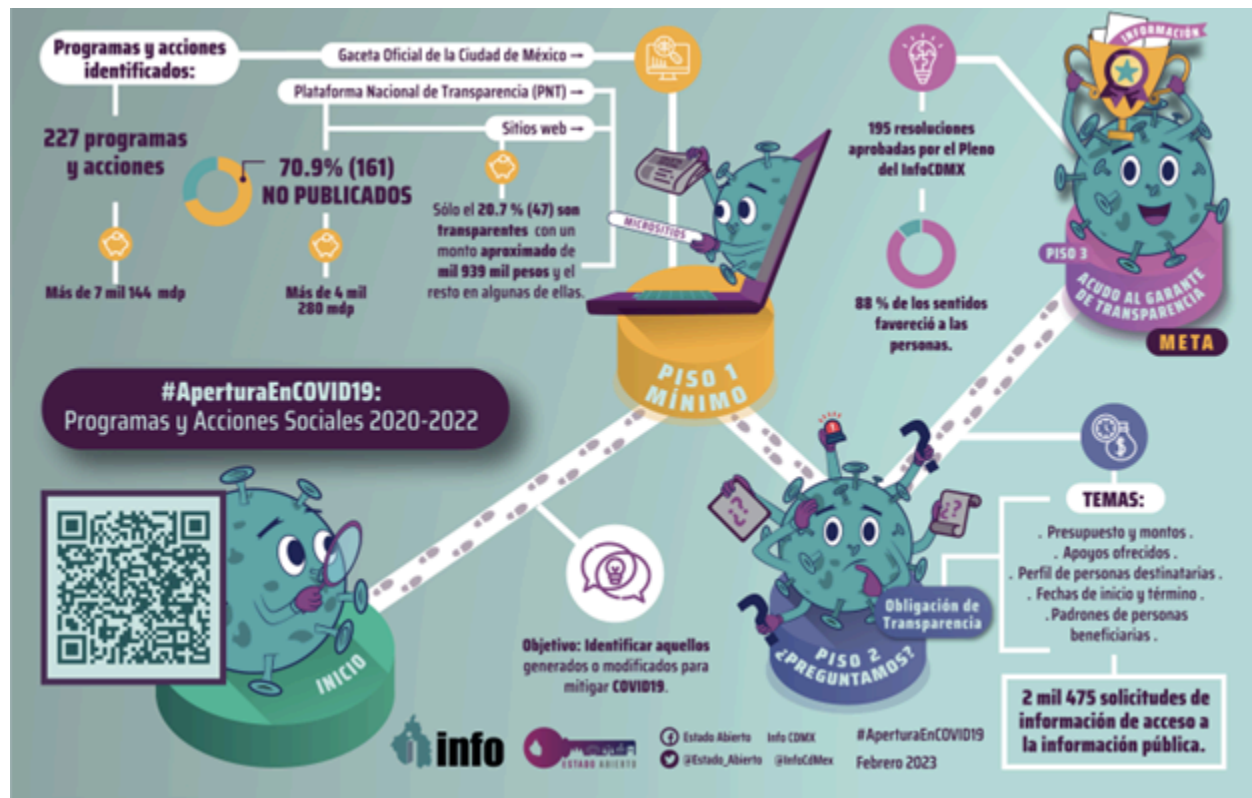 Programas y acciones
identificados:
Gaceta Oficial de la Ciudad de México →
Plataforma Nacional de Transparencia (PNT) →
Sitios web →
227 programas
y acciones
70.9% (161)
NO PUBLICADOS
Más de 7 mil 144 mdp
Más de 4 mil
280 mdp
Sólo el 20.7 % (47) son
transparentes con un
monto aproximado de
mil 939 mil pesos y el
resto en algunas de ellas.
MICROSITIOS
PISO 1
MÍNIMO
195 resoluciones
aprobadas por el Pleno
del InfoCDMX
88 % de los sentidos
favoreció a las
personas.
INFORMACIÓN
PISO 3
ACUDO AL GARANTE
DE TRANSPARENCIA
META
#AperturaEnCOVID19:
Programas y Acciones Sociales 2020-2022
INICIO
Objetivo: Identificar aquellos
generados o modificados para
mitigar COVID19.
¿?
¿?
Obligación de
Transparencia
PISO 2
¿PREGUNTAMOS?
TEMAS:
. Presupuesto y montos .
. Apoyos ofrecidos .
. Perfil de personas destinatarias .
. Fechas de inicio y término .
. Padrones de personas
beneficiarias .
2 mil 475 solicitudes de
información de acceso a
la información pública.
info
ESTADO ABIERTO
Estado Abierto Info CDMX
@Estado_Abierto @InfoCdMex
#AperturaEnCOVID19
Febrero 2023